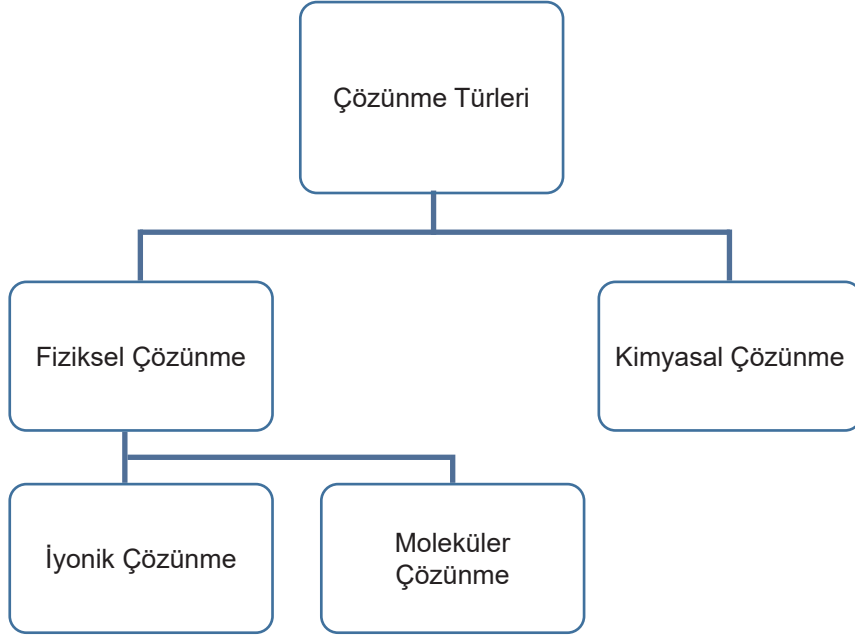 Çözünme Türleri
Fiziksel Çözünme
Kimyasal Çözünme
İyonik Çözünme
Moleküler
Çözünme